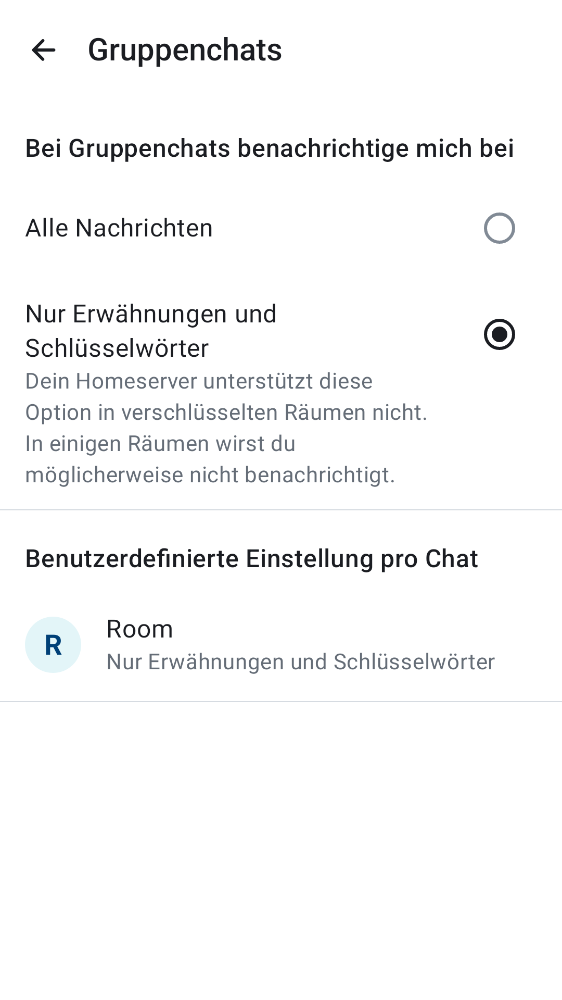 Gruppenchats
Bei Gruppenchats benachrichtige mich bei
Alle Nachrichten
Nur Erwähnungen und
Schlüsselwörter
Dein Homeserver unterstützt diese
Option in verschlüsselten Räumen nicht.
In einigen Räumen wirst du
möglicherweise nicht benachrichtigt.
Benutzerdefinierte Einstellung pro Chat
R
Room
Nur Erwähnungen und Schlüsselwörter